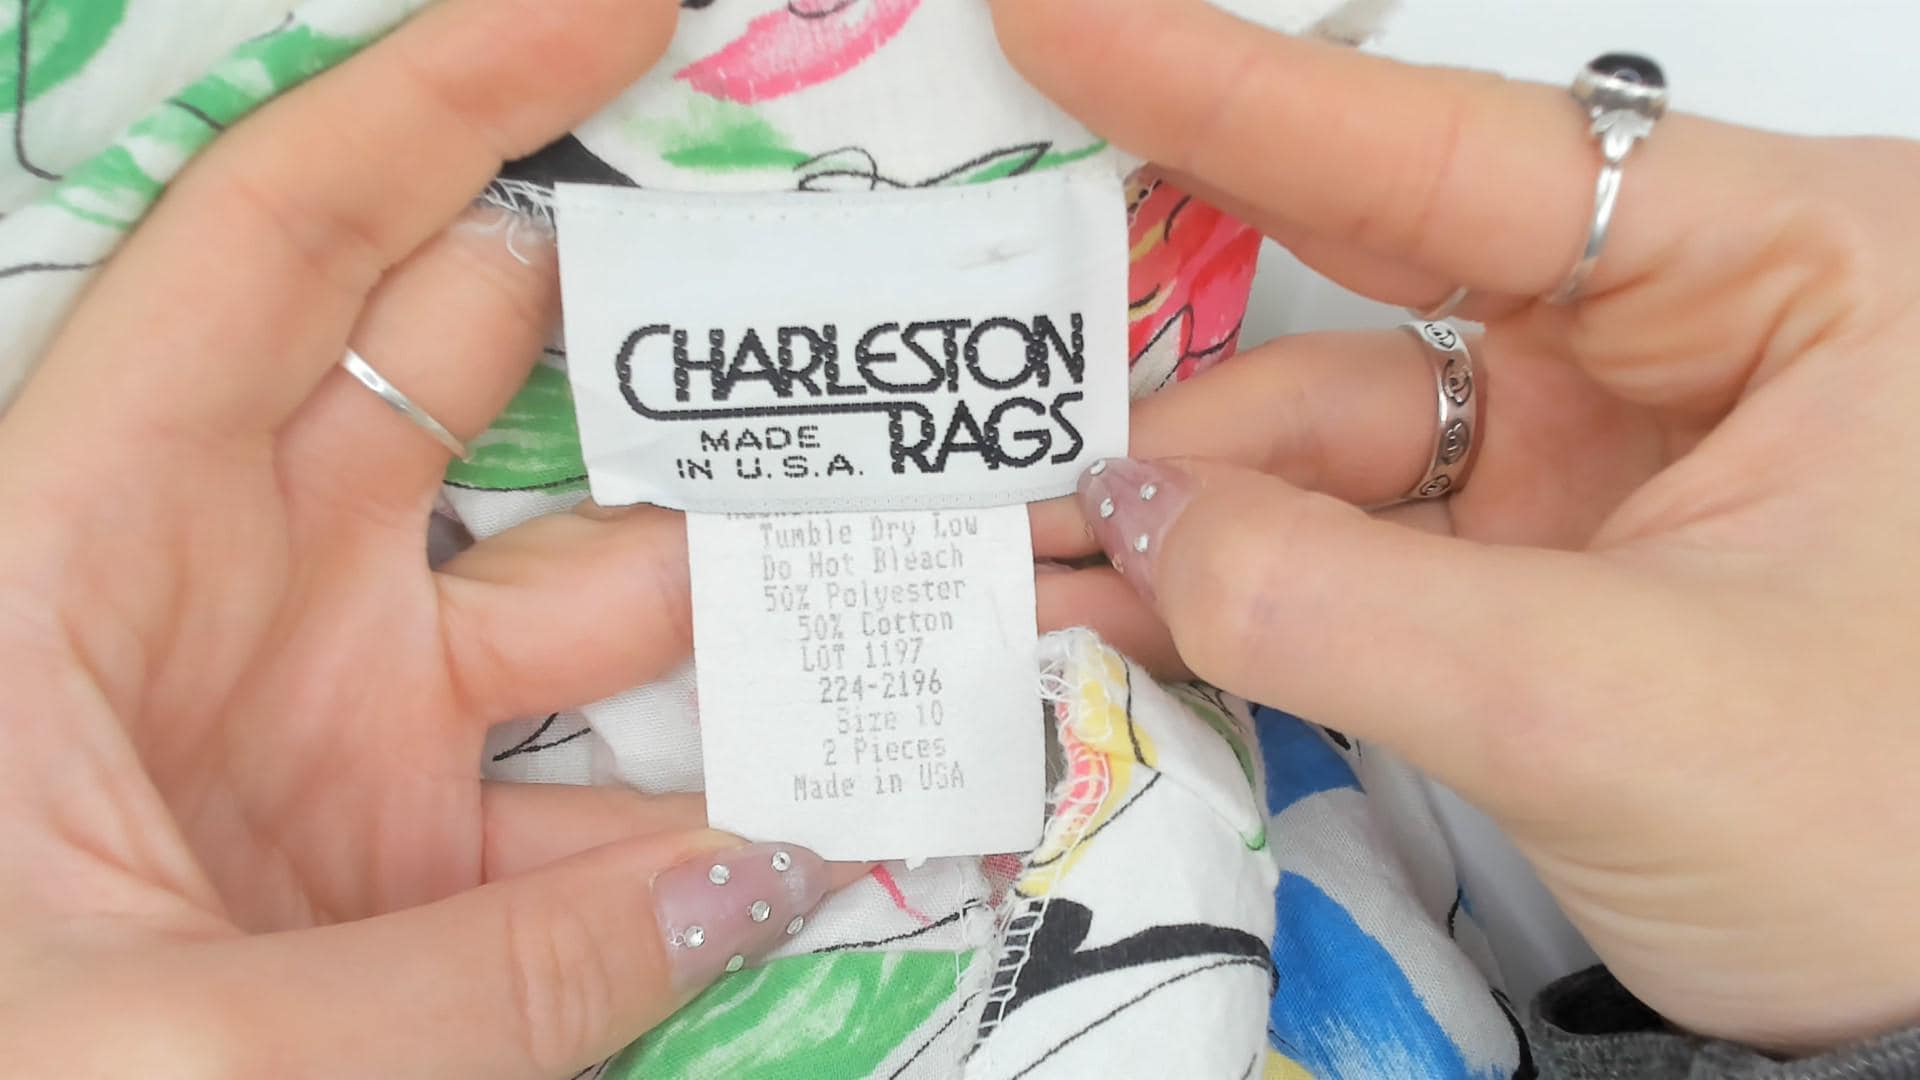 CHARLESTON
RAGS
MADE
IN U.S.A.
Tumble Dry Low
Do Not Bleach
50% Polyester
50% Cotton
LOT 1197
224-2196
Size 10
2 Pieces
Made in USA